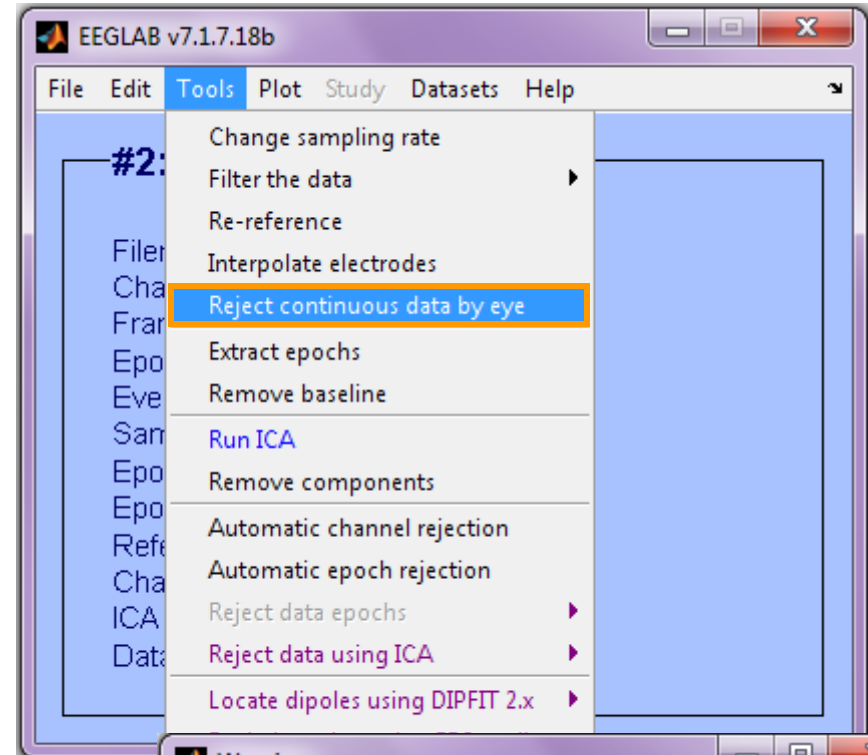 EEGLAB v7.1.7.18b
File Edit Tools Plot Study Datasets Help
#2:
Change sampling rate
Filter the data
Re-reference
Interpolate electrodes
Reject continuous data by eye
Extract epochs
Remove baseline
Run ICA
Remove components
Automatic channel rejection
Automatic epoch rejection
Reject data epochs
Reject data using ICA
Locate dipoles using DIPFIT 2.x
Filer
Cha
Fran
Epo
Eve
Sam
Epo
Epo
Refe
Cha
ICA
Data